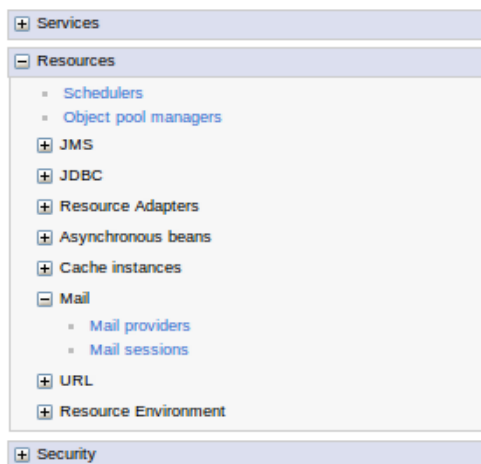 Services
Resources
Schedulers
Object pool managers
JMS
JDBC
Resource Adapters
Asynchronous beans
Cache instances
Mail
Mail providers
Mail sessions
URL
Resource Environment
Security